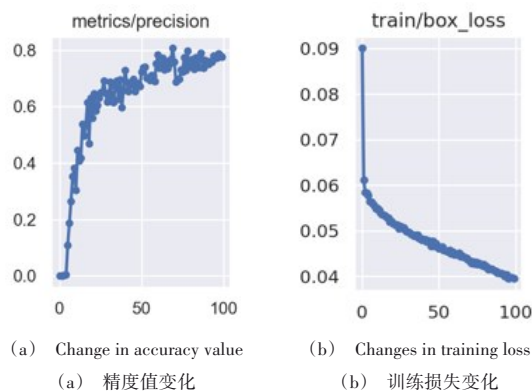 metrics/precision
0.8
0.6
0.4
0.2
0.0
0 50 100
(a) Change in accuracy value
(a) 精度值变化
train/box_loss
0.09
0.08
0.07
0.06
0.05
0.04
0 50 100
(b) Changes in training loss
(b) 训练损失变化